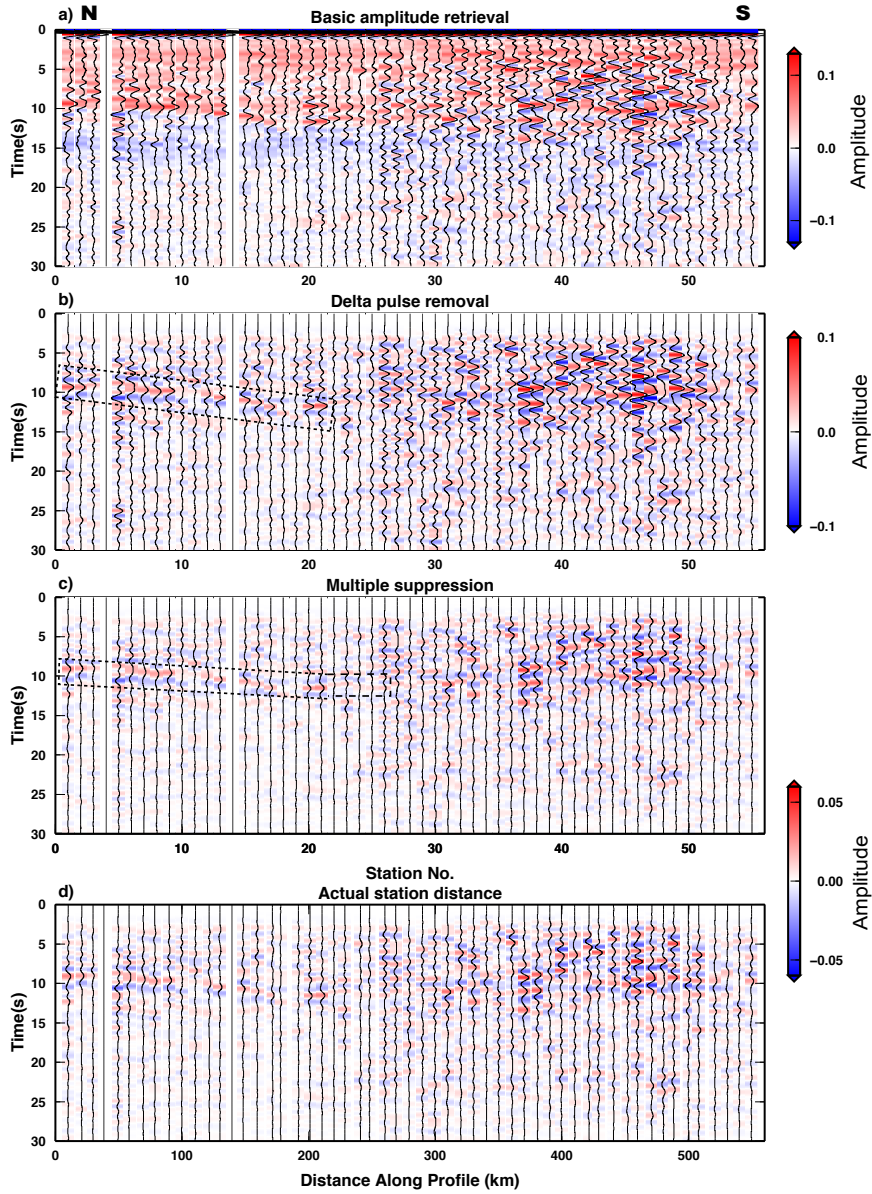 a) N Basic amplitude retrieval S
0
5
10
15
20
25
30
Time(s)
0 10 20 30 40 50
0.1
0.0
−0.1
Amplitude
b) Delta pulse removal
0
5
10
15
20
25
30
Time(s)
0 10 20 30 40 50
0.1
0.0
−0.1
Amplitude
c) Multiple suppression
0
5
10
15
20
25
30
Time(s)
0 10 20 30 40 50
Station No.
d) Actual station distance
0
5
10
15
20
25
30
Time(s)
0 100 200 300 400 500
Distance Along Profile (km)
0.05
0.00
−0.05
Amplitude